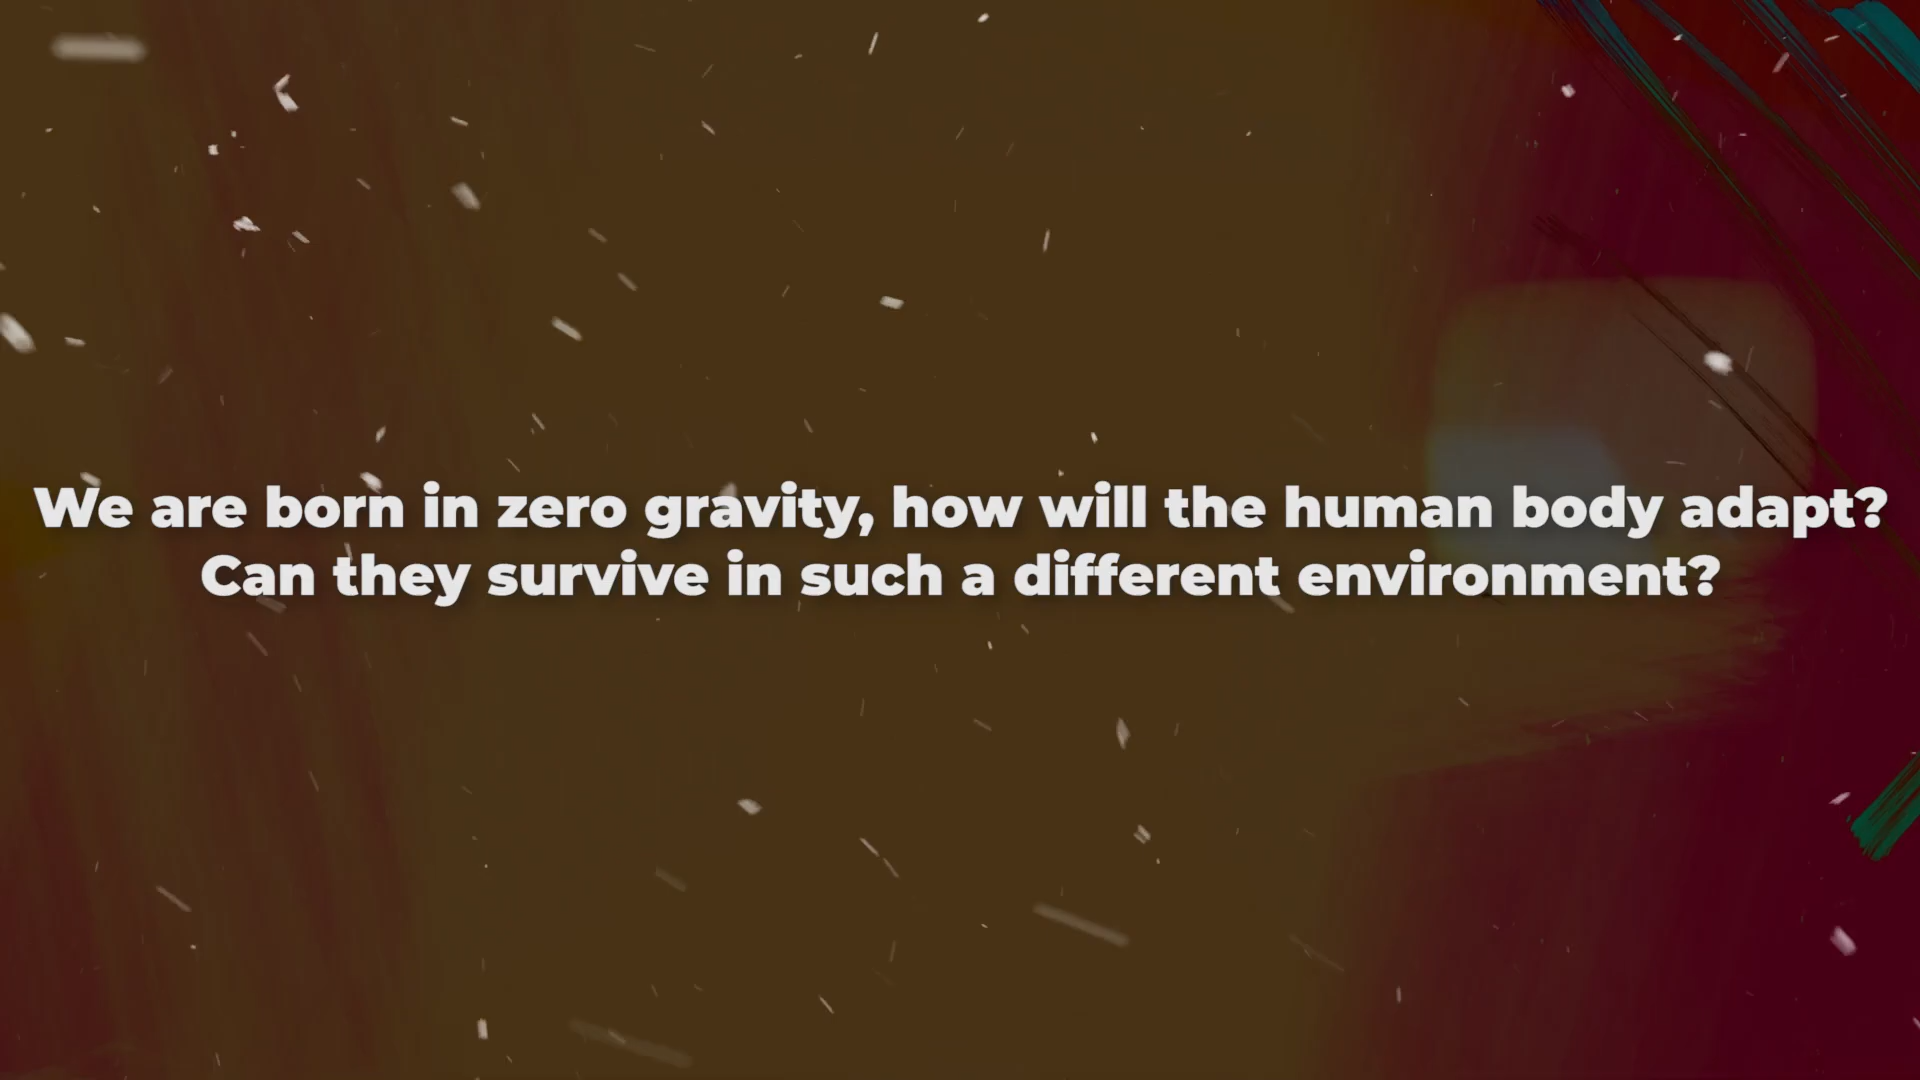 We are born in zero gravity, how will the human body adapt?
Can they survive in such a different environment?